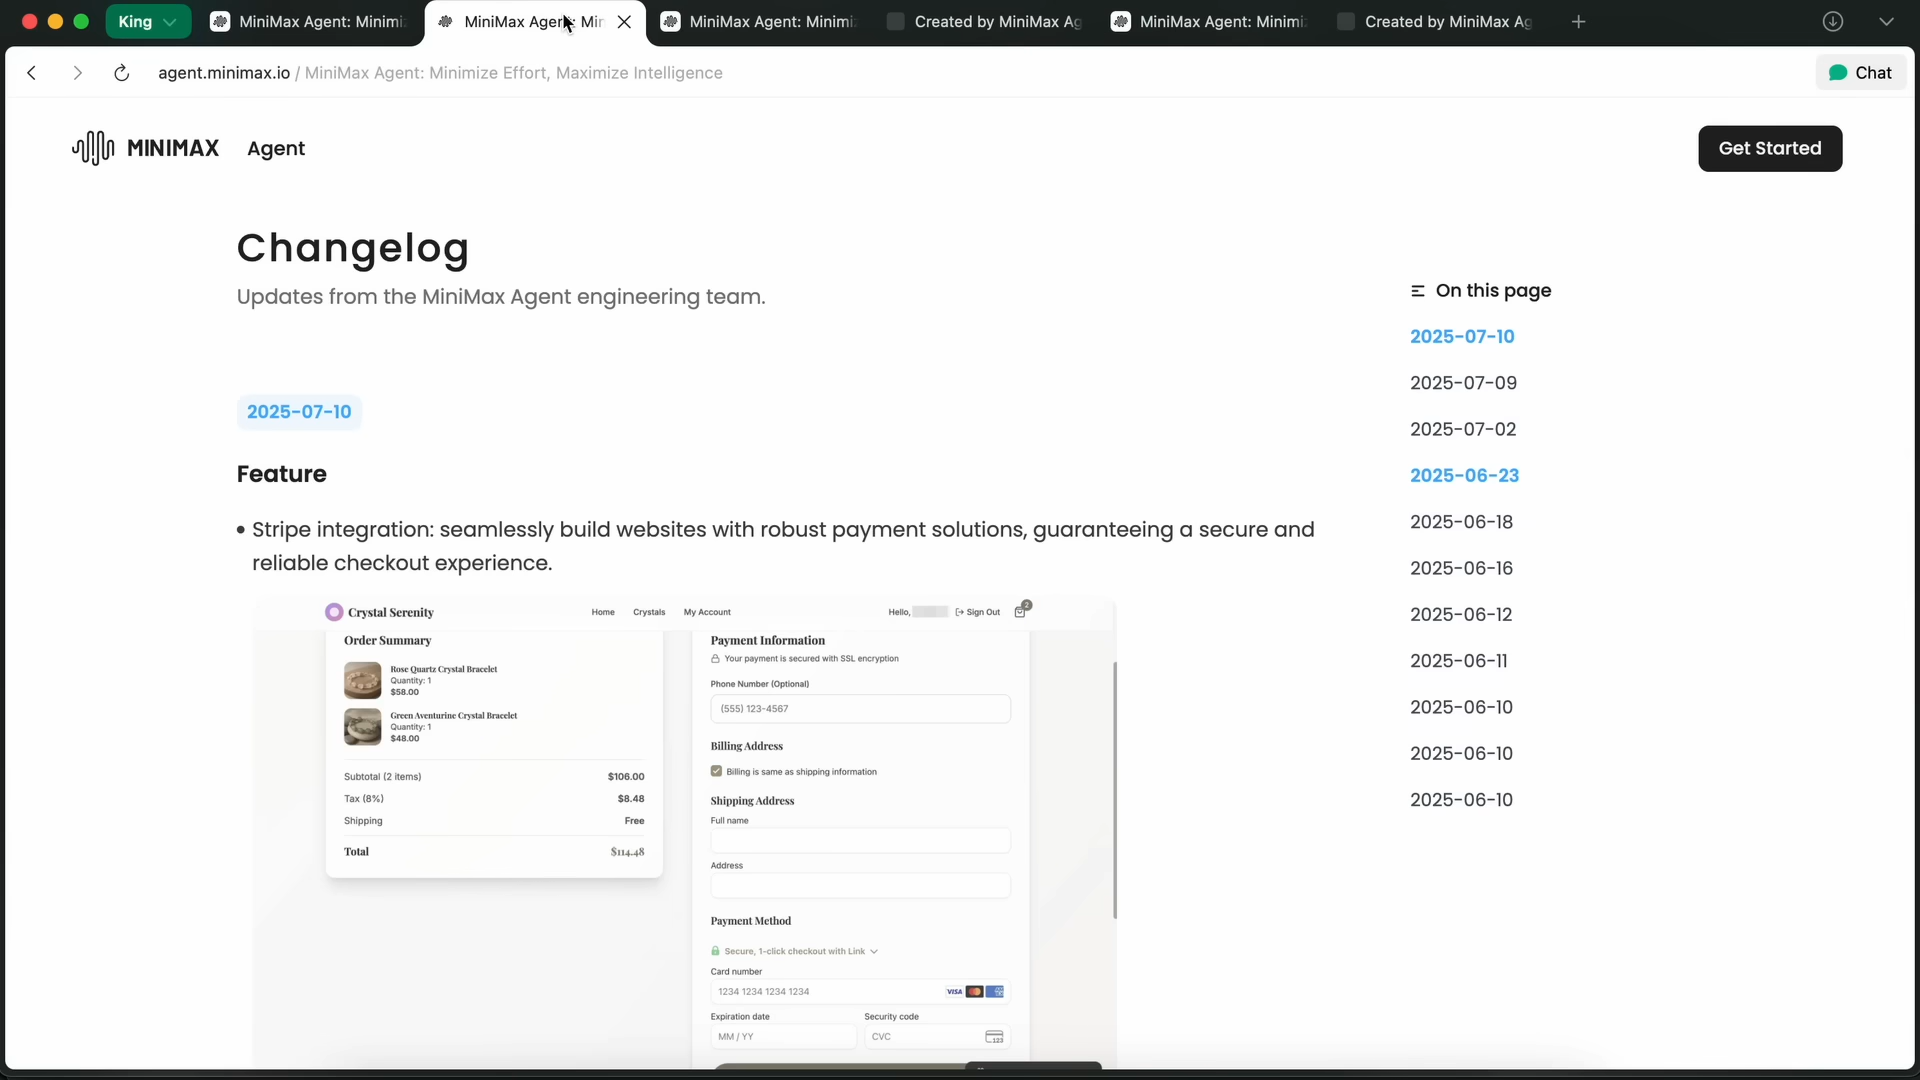 King
MiniMax Agent: Minimi
MiniMax Agent: Min
MiniMax Agent: Minimi
Created by MiniMax Ag
MiniMax Agent: Minimi
Created by MiniMax Ag
agent.minimax.io / MiniMax Agent: Minimize Effort, Maximize Intelligence
Chat
MINIMAX Agent
Get Started
Changelog
Updates from the MiniMax Agent engineering team.
On this page
2025-07-10
2025-07-09
2025-07-02
2025-06-23
2025-06-18
2025-06-16
2025-06-12
2025-06-11
2025-06-10
2025-06-10
2025-06-10
2025-07-10
Feature
• Stripe integration: seamlessly build websites with robust payment solutions, guaranteeing a secure and
reliable checkout experience.
Crystal Serenity
Home Crystals My Account
Hello, Sign Out
2
Order Summary
Rose Quartz Crystal Bracelet
Quantity: 1
$58.00
Green Aventurine Crystal Bracelet
Quantity: 1
$48.00
Subtotal (2 items) $106.00
Tax (8%) $8.48
Shipping Free
Total $114.48
Payment Information
Your payment is secured with SSL encryption
Phone Number (Optional)
(555) 123-4567
Billing Address
Billing is same as shipping information
Shipping Address
Full name
Address
Payment Method
Secure, 1-click checkout with Link
Card number
1234 1234 1234 1234
VISA
Expiration date Security code
MM / YY CVC